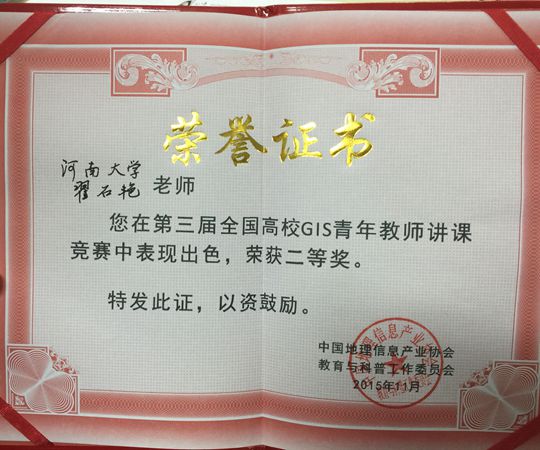 荣誉证书
河南大学
翟石艳 老师
您在第三届全国高校GIS青年教师讲课
竞赛中表现出色，荣获二等奖。
特发此证，以资鼓励。
中国地理信息产业协会
教育与科普工作委员会
2015年11月